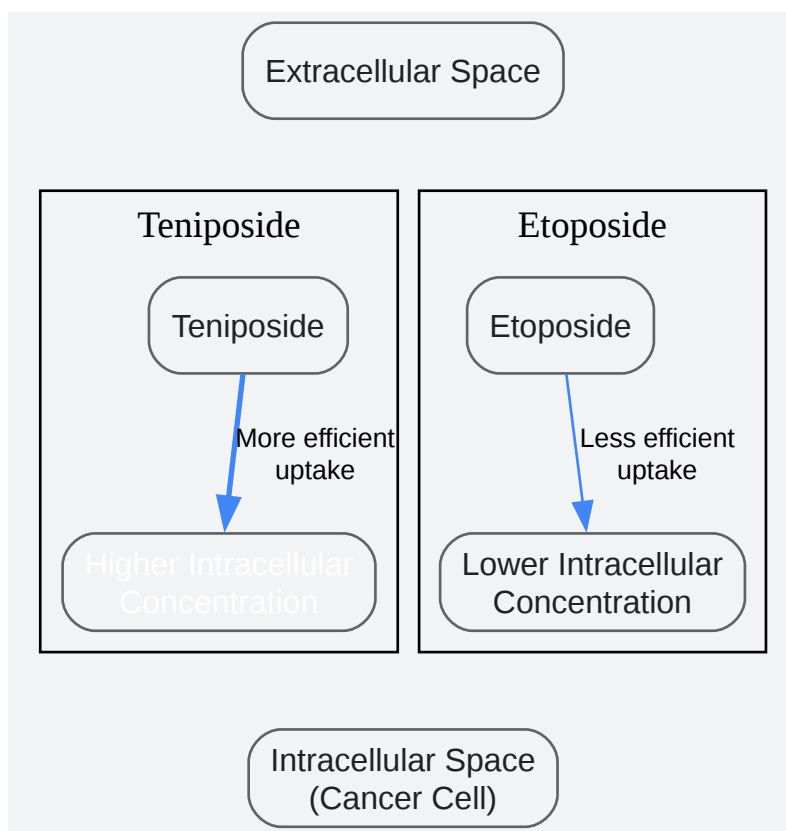 Extracellular Space
Teniposide
Etoposide
Teniposide
Etoposide
More efficient
uptake
Less efficient
uptake
Higher Intracellular
Concentration
Lower Intracellular
Concentration
Intracellular Space
(Cancer Cell)